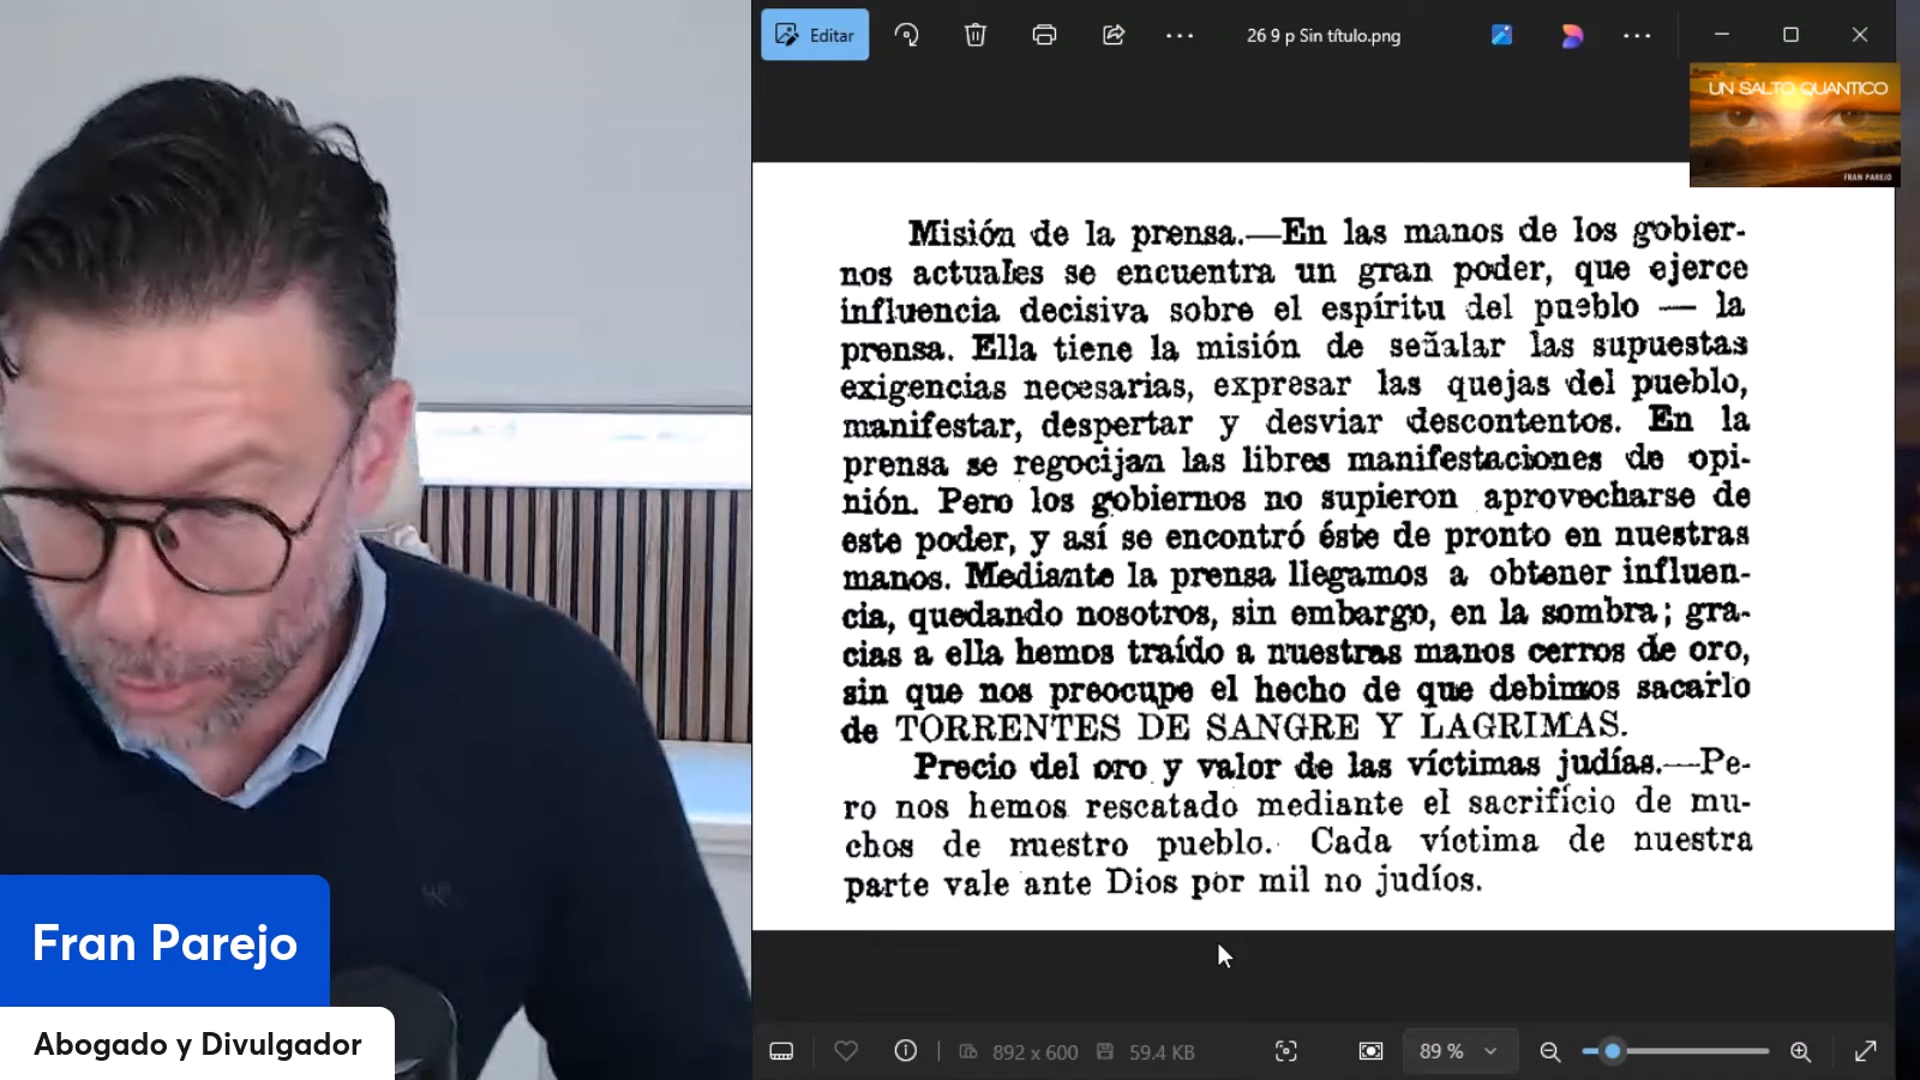 Editar
26 9 p Sin título.png
UN SALTO QUANTICO
FRAN PAREJO
Misión de la prensa.—En las manos de los gobier-
nos actuales se encuentra un gran poder, que ejerce
influencia decisiva sobre el espíritu del pueblo — la
prensa. Ella tiene la misión de señalar las supuestas
exigencias necesarias, expresar las quejas del pueblo,
manifestar, despertar y desviar descontentos. En la
prensa se regocijan las libres manifestaciones de opi-
nión. Pero los gobiernos no supieron aprovecharse de
este poder, y así se encontró éste de pronto en nuestras
manos. Mediante la prensa llegamos a obtener influen-
cia, quedando nosotros, sin embargo, en la sombra; gra-
cias a ella hemos traído a nuestras manos cerros de oro,
sin que nos preocupe el hecho de que debimos sacarlo
de TORRENTES DE SANGRE Y LAGRIMAS.
Precio del oro y valor de las víctimas judías.—Pe-
ro nos hemos rescatado mediante el sacrificio de mu-
chos de nuestro pueblo. Cada víctima de nuestra
parte vale ante Dios por mil no judíos.
Fran Parejo
Abogado y Divulgador
892 x 600
59.4 KB
89 %